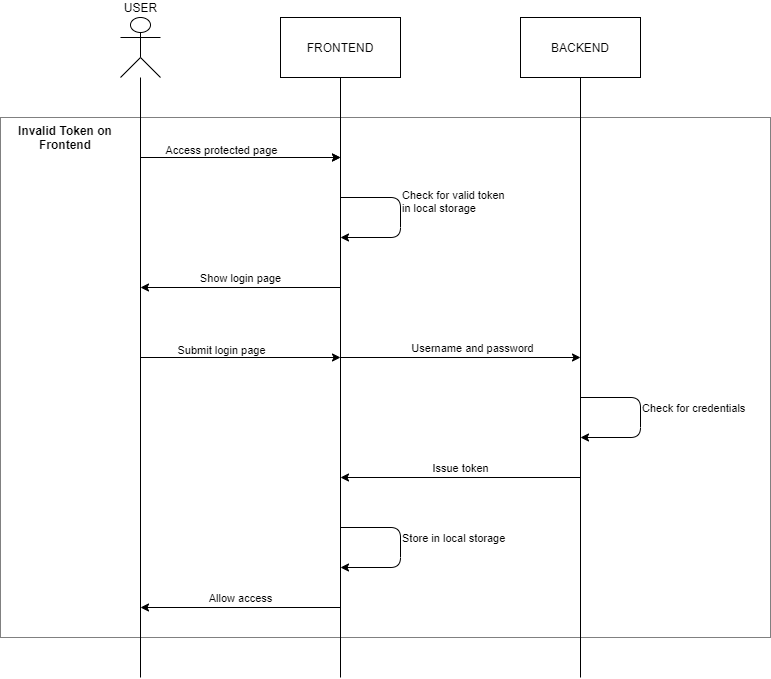 USER
FRONTEND
BACKEND
Invalid Token on
Frontend
Access protected page
Check for valid token
in local storage
Show login page
Submit login page
Username and password
Check for credentials
Issue token
Store in local storage
Allow access